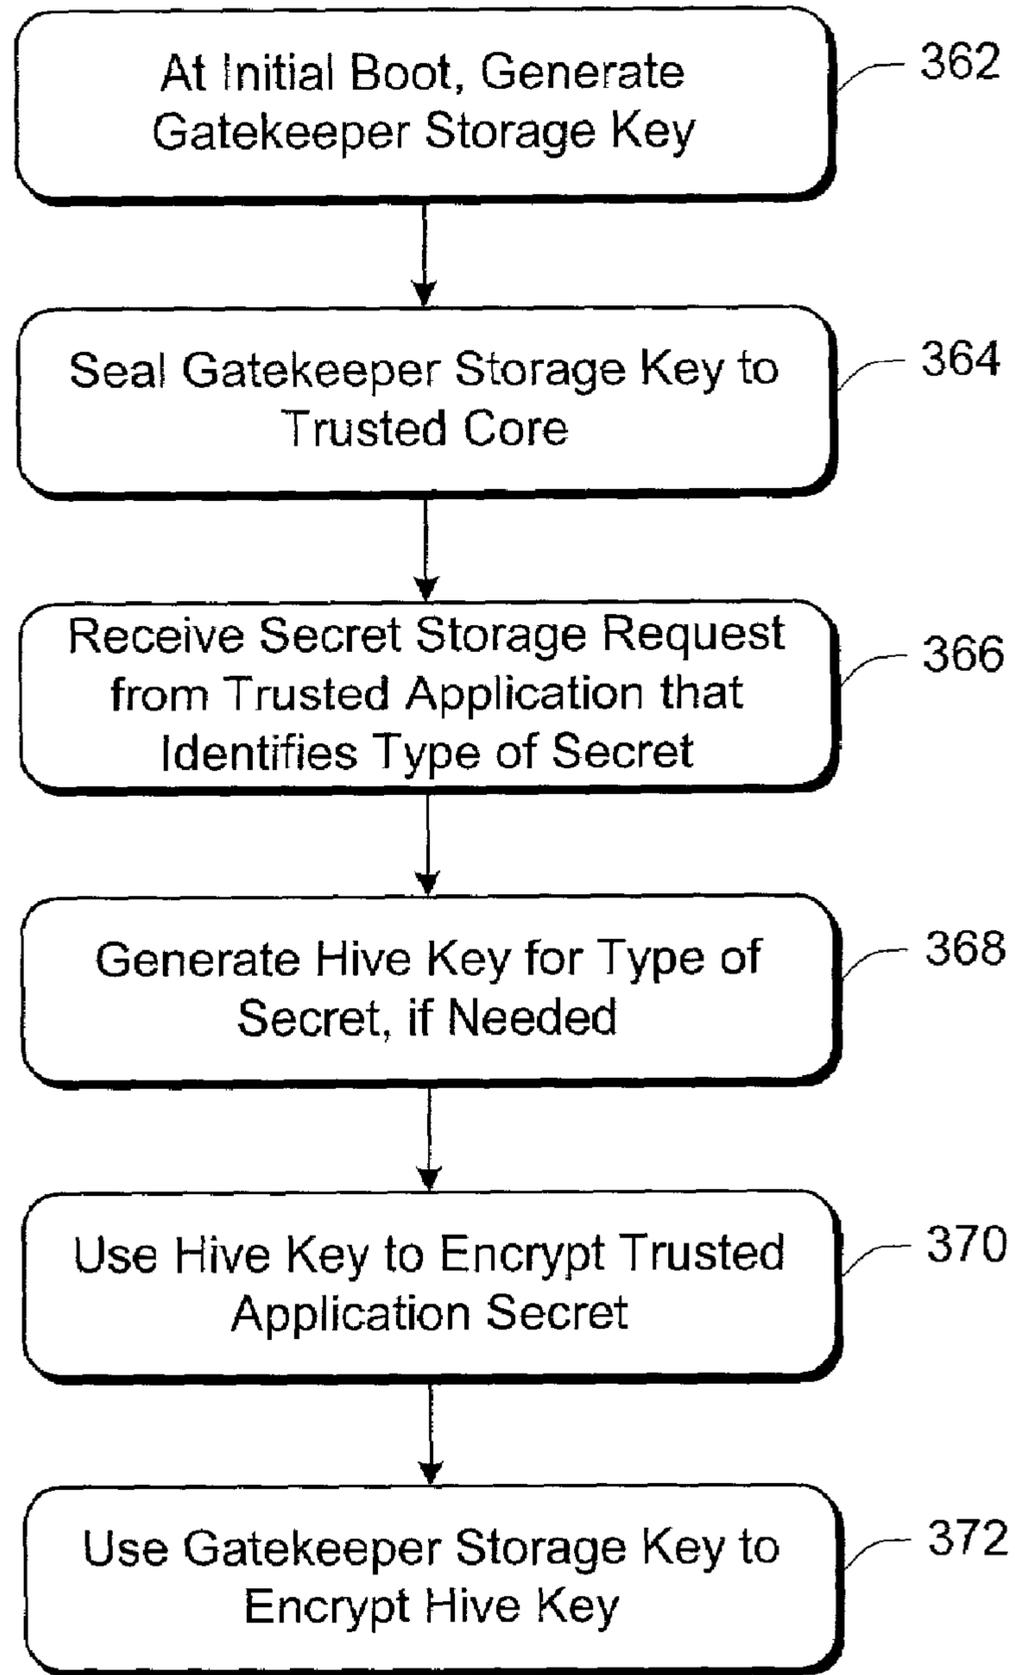 At Initial Boot, Generate
Gatekeeper Storage Key
362
Seal Gatekeeper Storage Key to
Trusted Core
364
Receive Secret Storage Request
from Trusted Application that
Identifies Type of Secret
366
Generate Hive Key for Type of
Secret, if Needed
368
Use Hive Key to Encrypt Trusted
Application Secret
370
Use Gatekeeper Storage Key to
Encrypt Hive Key
372